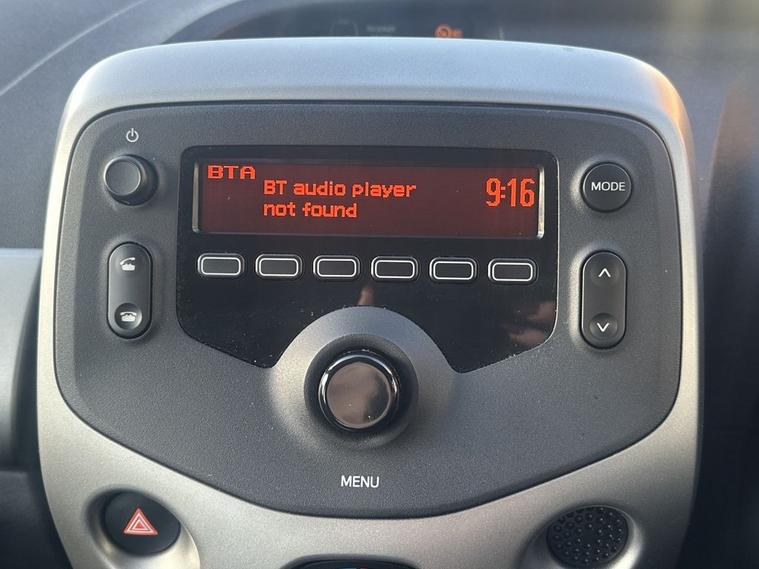 BTA
BT audio player
9:16
not found
MODE
MENU